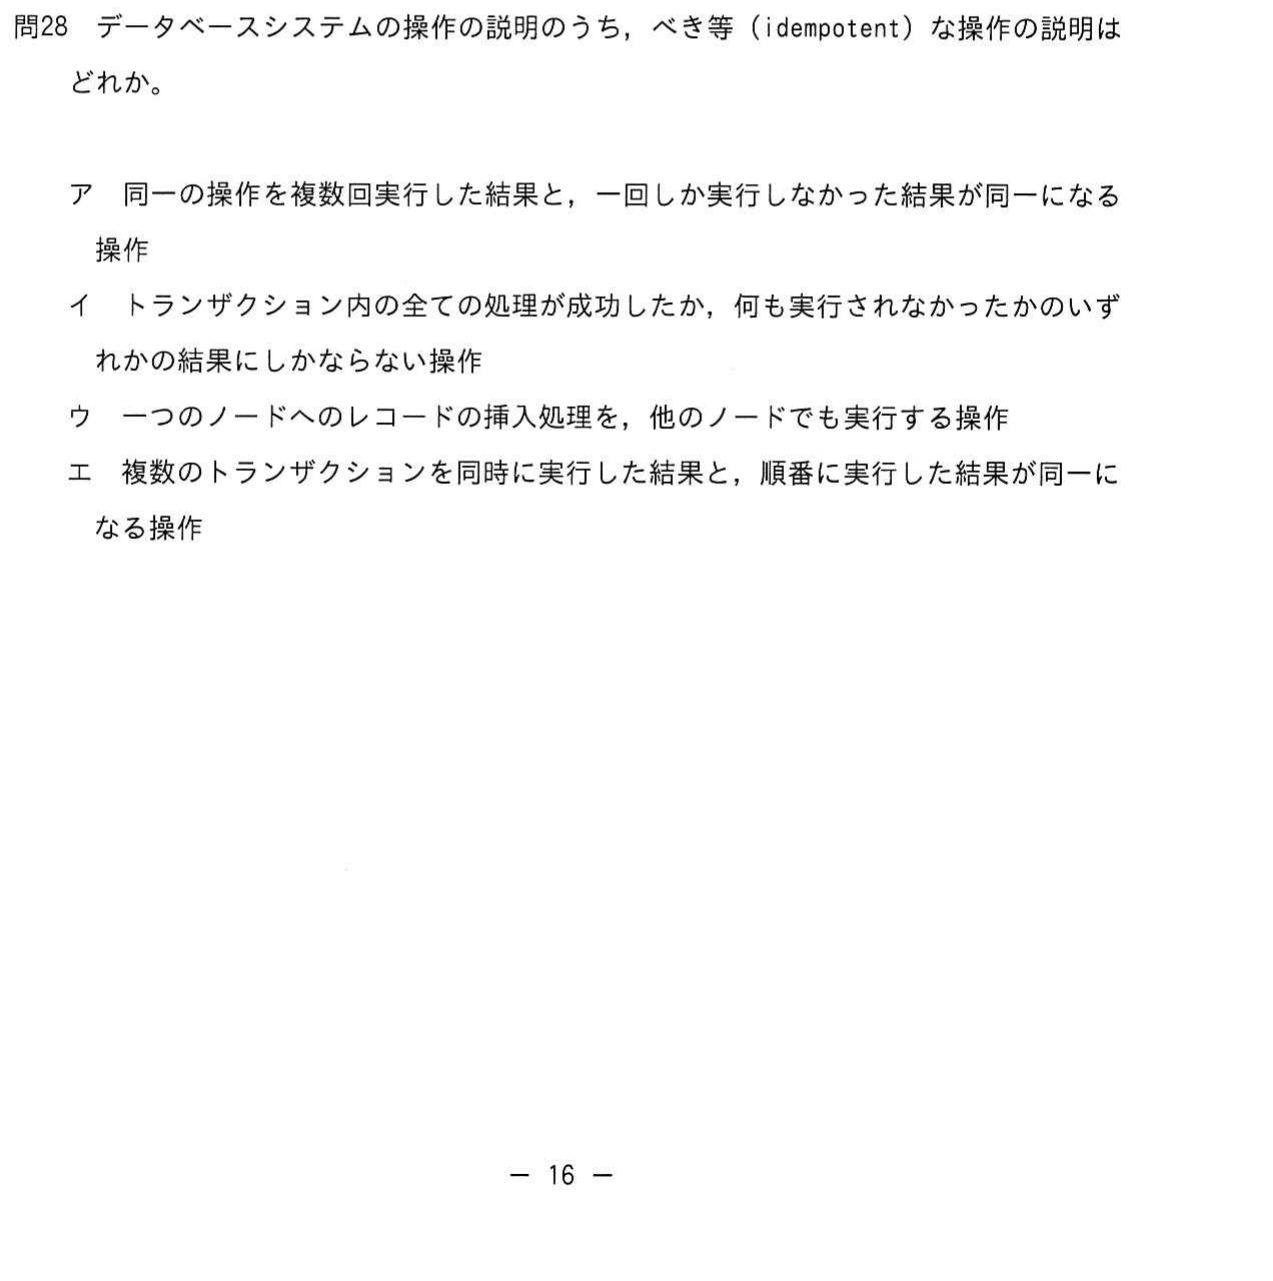 問28　データベースシステムの操作の説明のうち，べき等（idempotent）な操作の説明は
どれか。
ア　同一の操作を複数回実行した結果と，一回しか実行しなかった結果が同一になる
操作
イ　トランザクション内の全ての処理が成功したか，何も実行されなかったかのいず
れかの結果にしかならない操作
ウ　一つのノードへのレコードの挿入処理を，他のノードでも実行する操作
エ　複数のトランザクションを同時に実行した結果と，順番に実行した結果が同一に
なる操作
－ 16 －